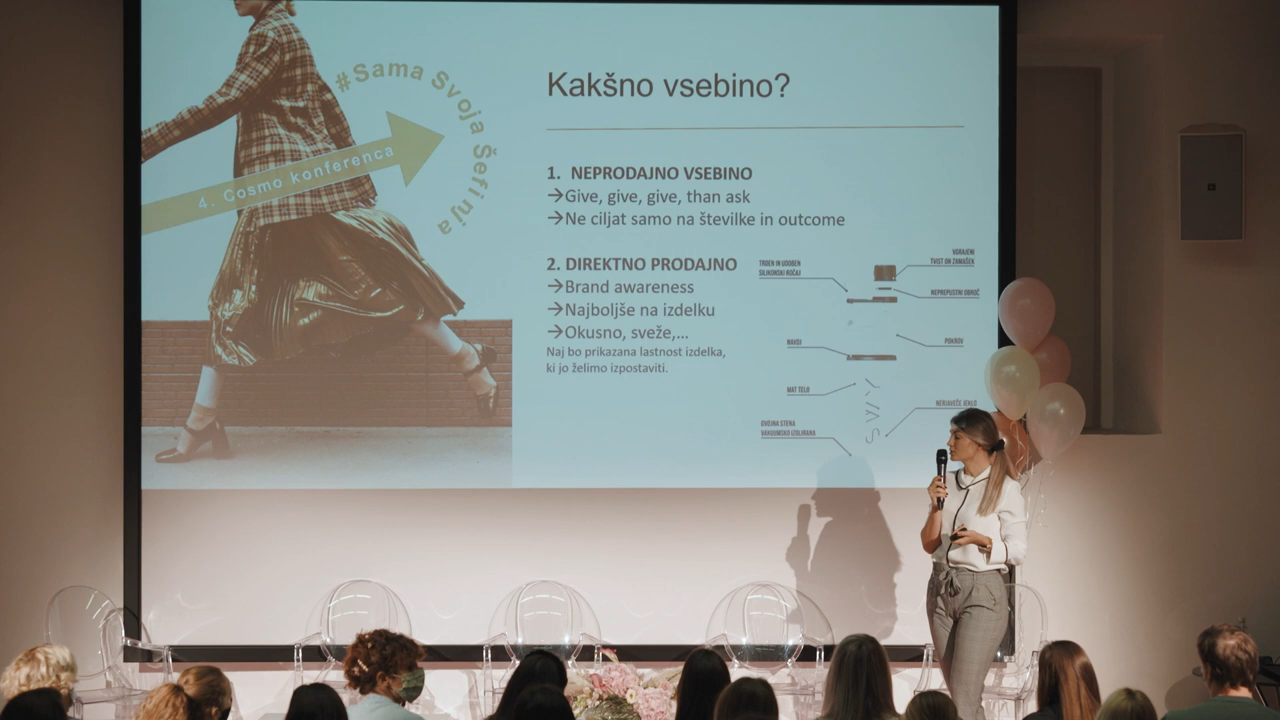 #Sama Svoja Šefinja
4. Cosmo konferenca
Kakšno vsebino?
1. NEPRODAJNO VSEBINO
→Give, give, give, than ask
→Ne ciljat samo na številke in outcome
2. DIREKTNO PRODAJNO
→Brand awareness
→Najboljše na izdelku
→Okusno, sveže,...
Naj bo prikazana lastnost izdelka,
ki jo želimo izpostaviti.
TRDEN IN UDOBEN
SILIKONSKI ROČAJ
VGRAJENI
TWIST ON ZAMAŠEK
NEPREPUSTNI OBROČ
NAVOJ
POKROV
MAT TELO
NERJAVEČE JEKLO
DVOJNA STENA
VAKUUMSKO IZOLIRANA